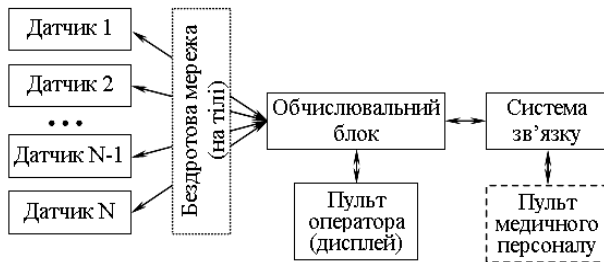 Датчик 1
Датчик 2
•••
Датчик N-1
Датчик N
Бездротова мережа
(на тілі)
Обчислювальний
блок
Система
зв’язку
Пульт
оператора
(дисплей)
Пульт
медичного
персоналу